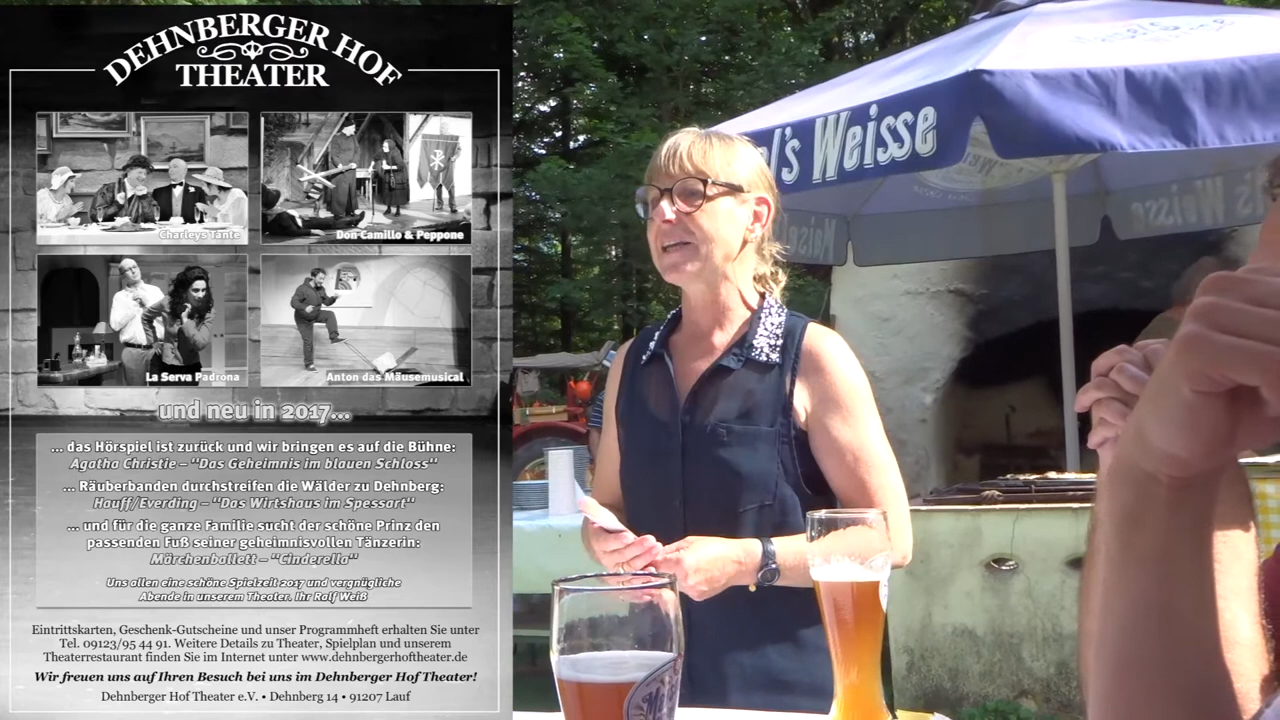 DEHNBERGER HOF
THEATER
Charleys Tante
Don Camillo & Peppone
La Serva Padrona
Anton das Mäusemusical
und neu in 2017...
... das Hörspiel ist zurück und wir bringen es auf die Bühne:
Agatha Christie – "Das Geheimnis im blauen Schloss"
... Räuberbanden durchstreifen die Wälder zu Dehnberg:
Hauff/Everding – "Das Wirtshaus im Spessart"
... und für die ganze Familie sucht der schöne Prinz den
passenden Fuß seiner geheimnisvollen Tänzerin:
Märchenballett – "Cinderella"
Uns allen eine schöne Spielzeit 2017 und vergnügliche
Abende in unserem Theater. Ihr Ralf Weiß
Eintrittskarten, Geschenk-Gutscheine und unser Programmheft erhalten Sie unter
Tel. 09123/95 44 91. Weitere Details zu Theater, Spielplan und unserem
Theaterrestaurant finden Sie im Internet unter www.dehnbergerhoftheater.de
Wir freuen uns auf Ihren Besuch bei uns im Dehnberger Hof Theater!
Dehnberger Hof Theater e.V. • Dehnberg 14 • 91207 Lauf
el's Weisse
Maisel
's Weisse